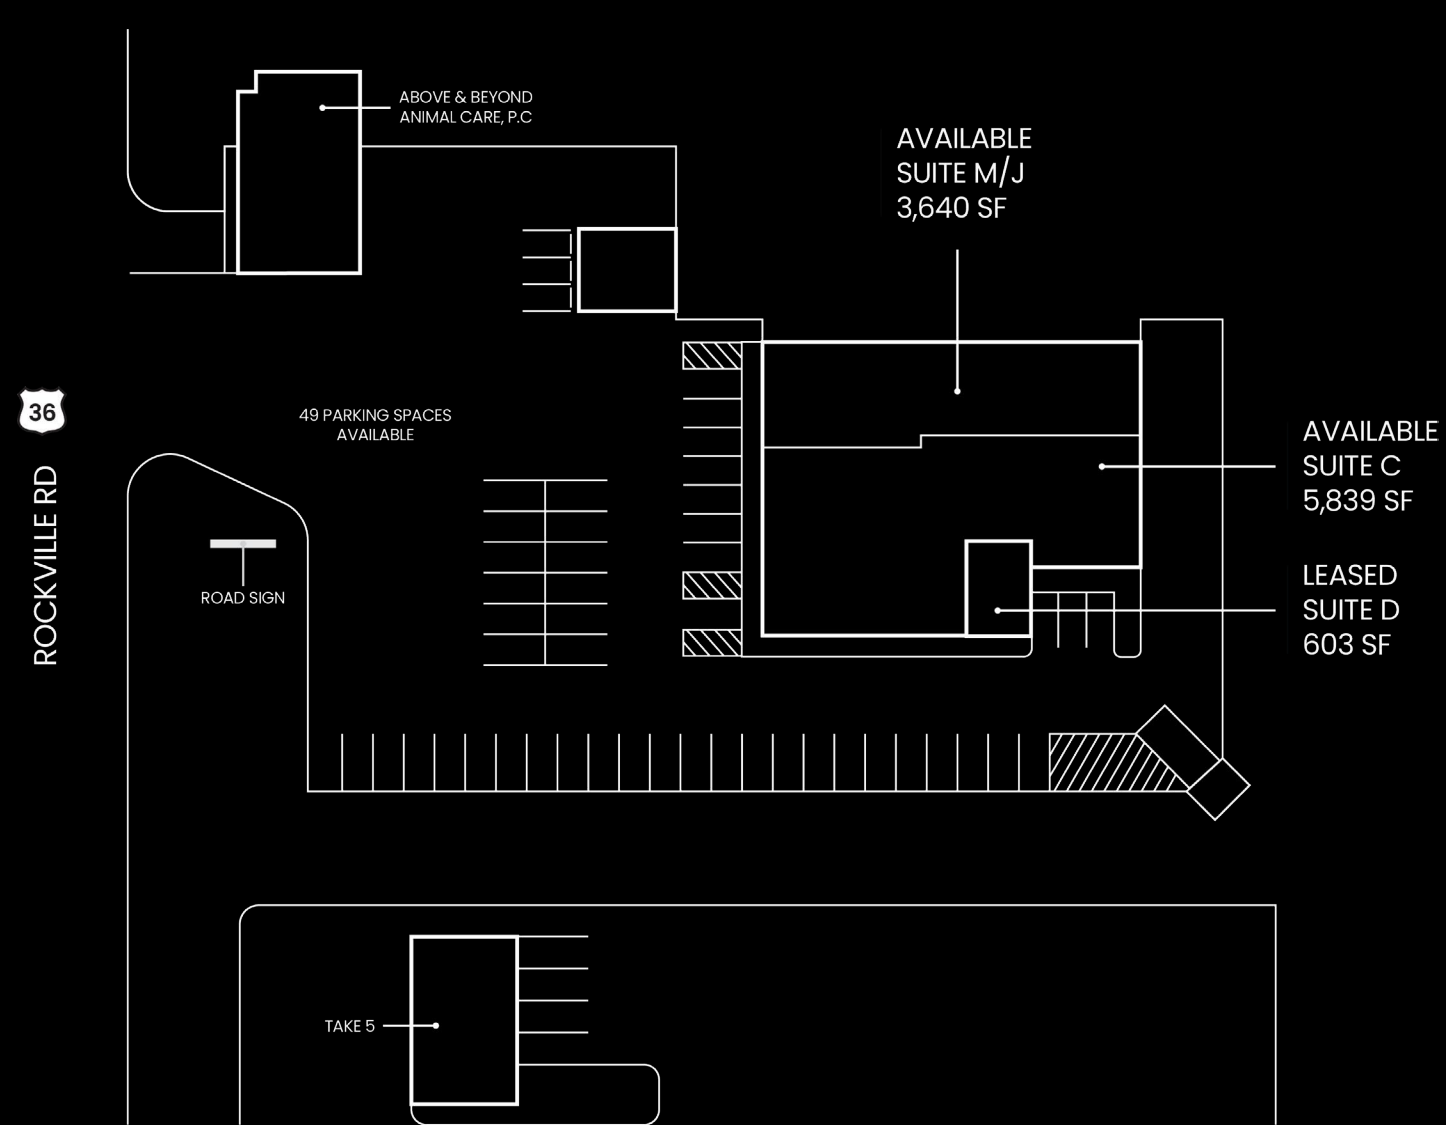 ABOVE & BEYOND
ANIMAL CARE, P.C
AVAILABLE
SUITE M/J
3,640 SF
36
ROCKVILLE RD
49 PARKING SPACES
AVAILABLE
AVAILABLE
SUITE C
5,839 SF
ROAD SIGN
LEASED
SUITE D
603 SF
TAKE 5